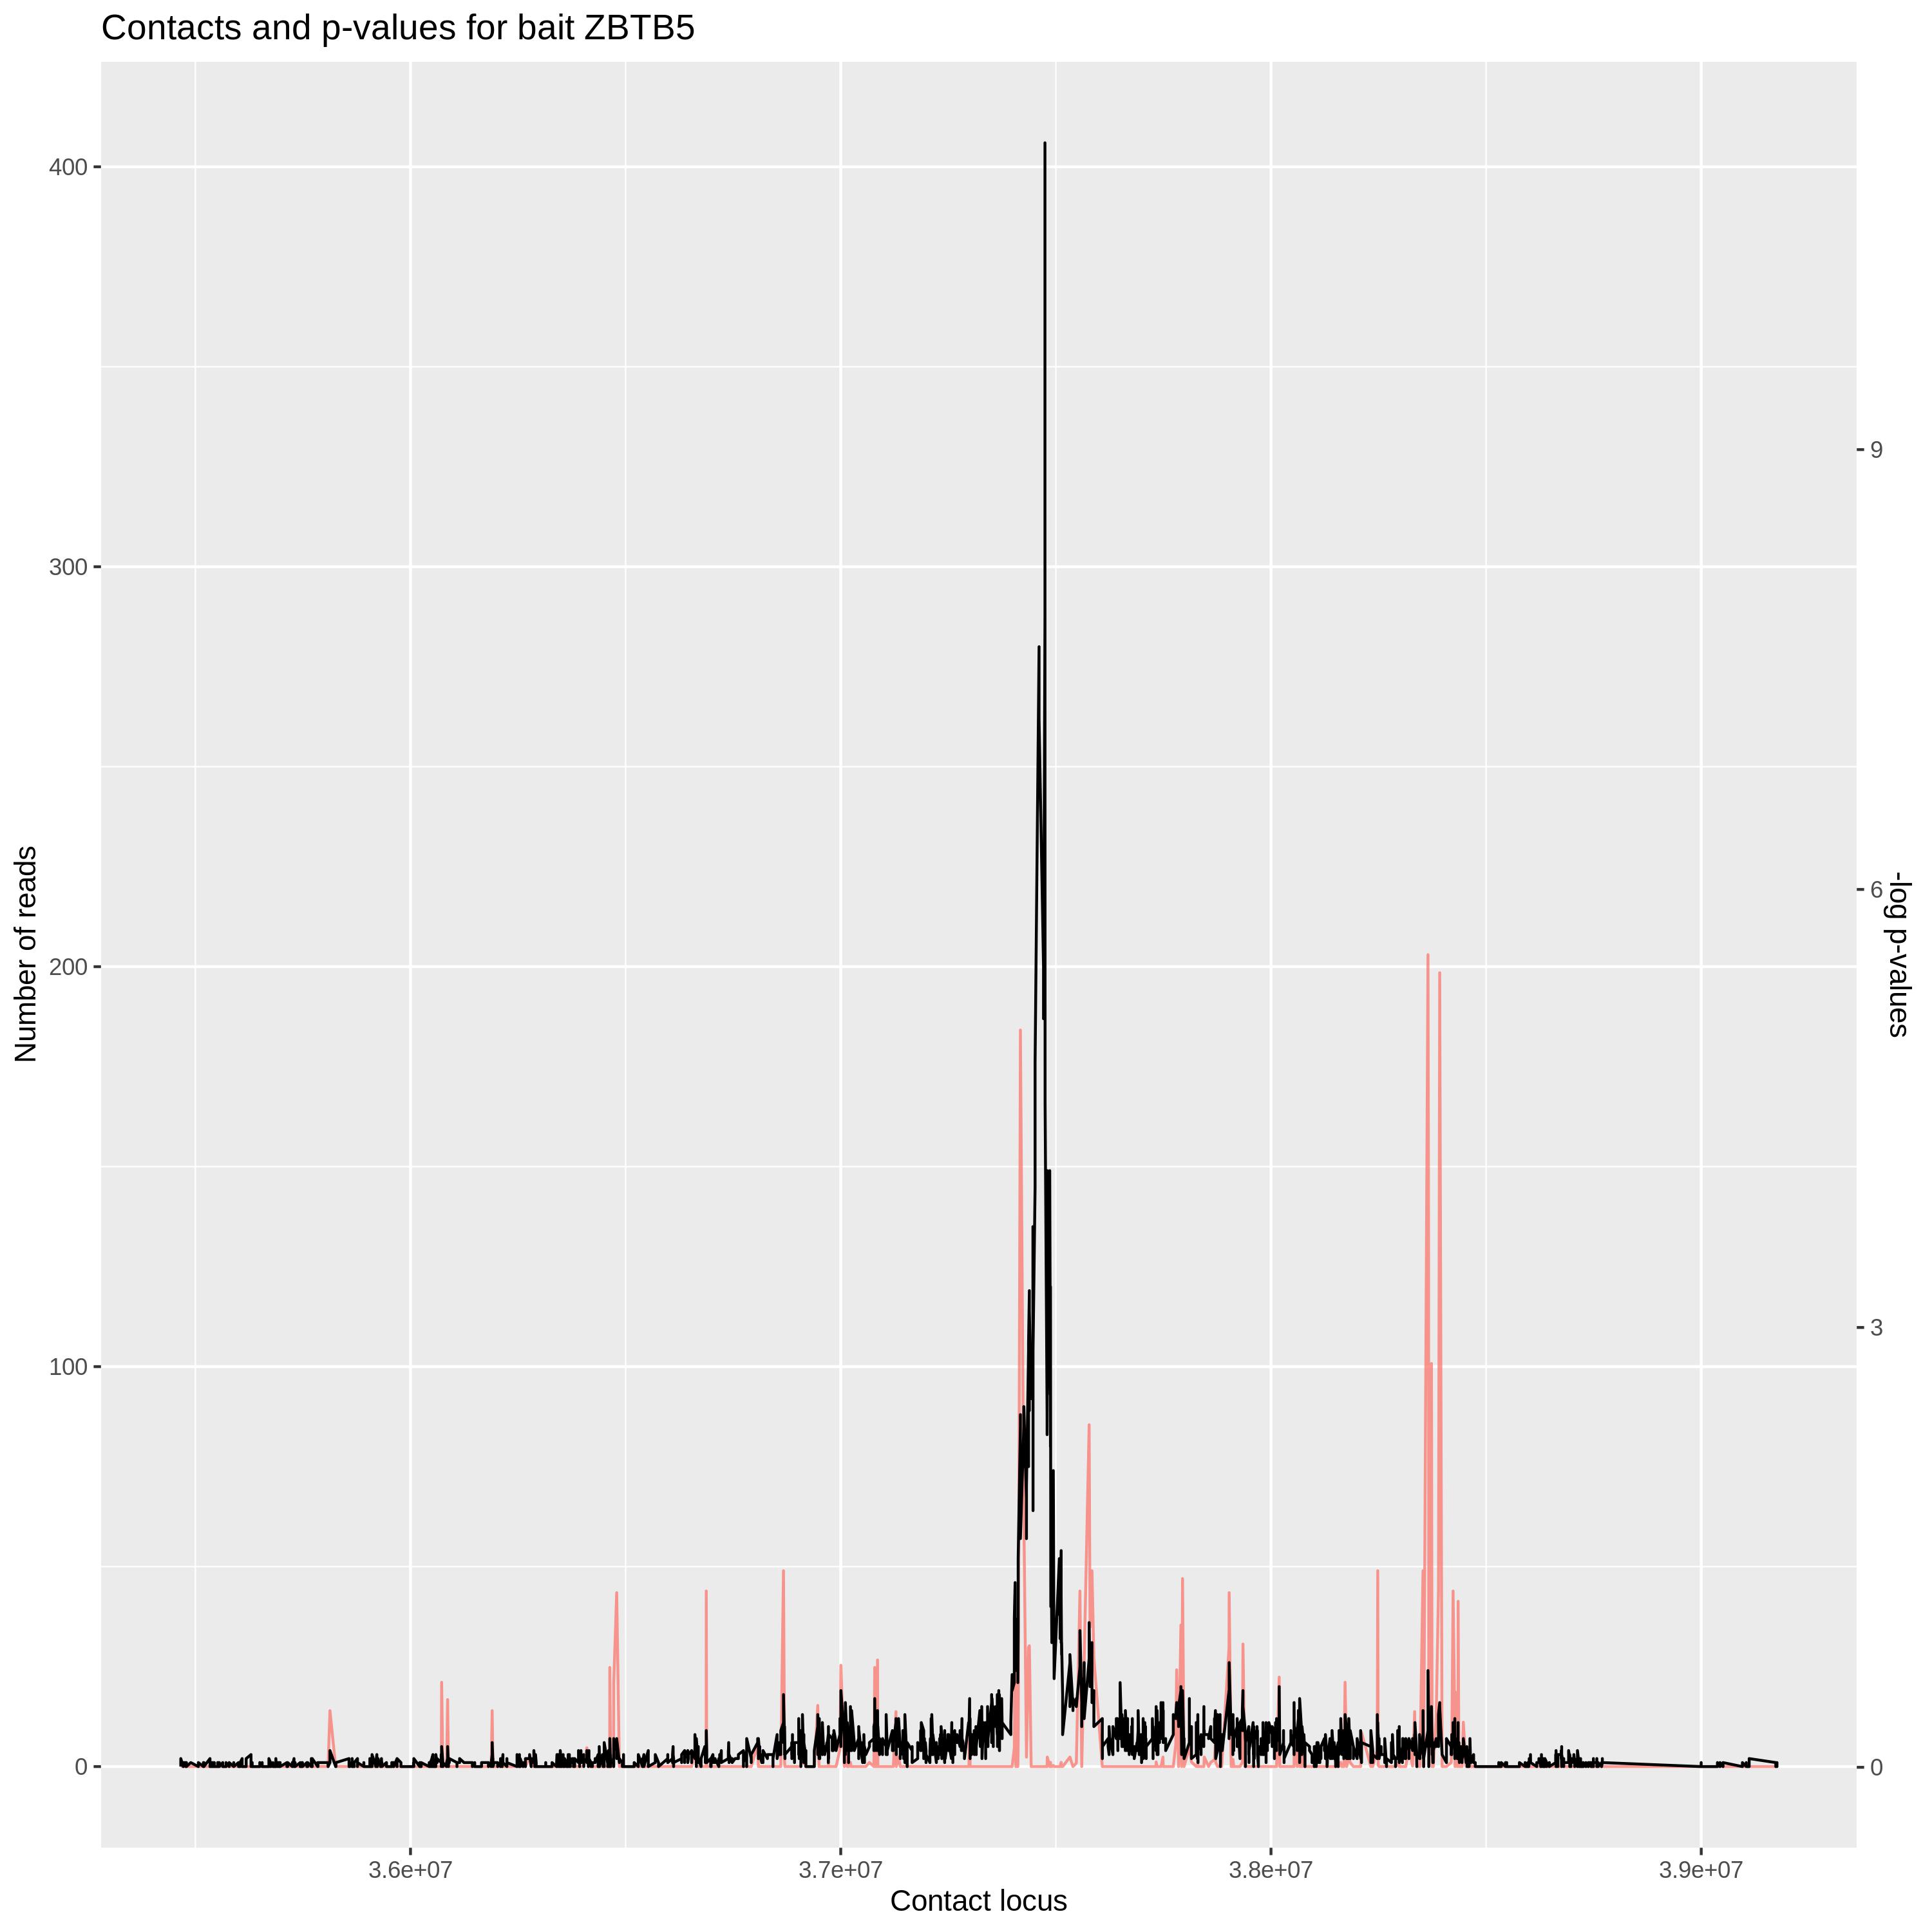 Contacts and p-values for bait ZBTB5
Number of reads
400
300
200
100
0
9
6
3
0
-log p-values
3.6e+07
3.7e+07
3.8e+07
3.9e+07
Contact locus